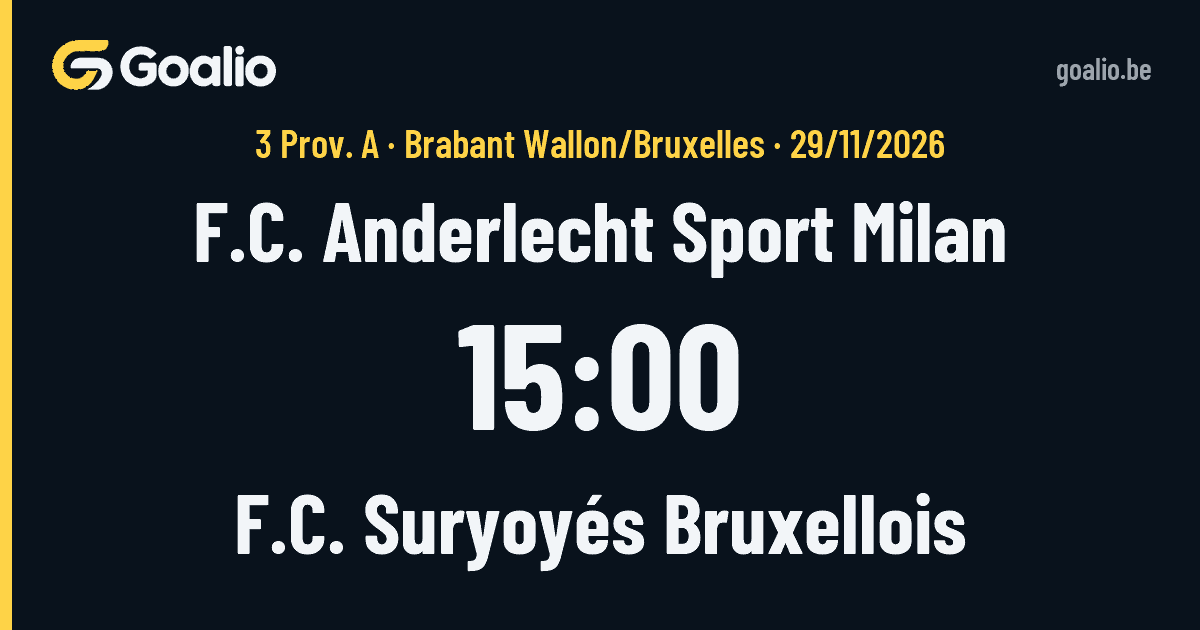 Goalio
goalio.be
3 Prov. A · Brabant Wallon/Bruxelles · 29/11/2026
F.C. Anderlecht Sport Milan
15:00
F.C. Suryoyés Bruxellois